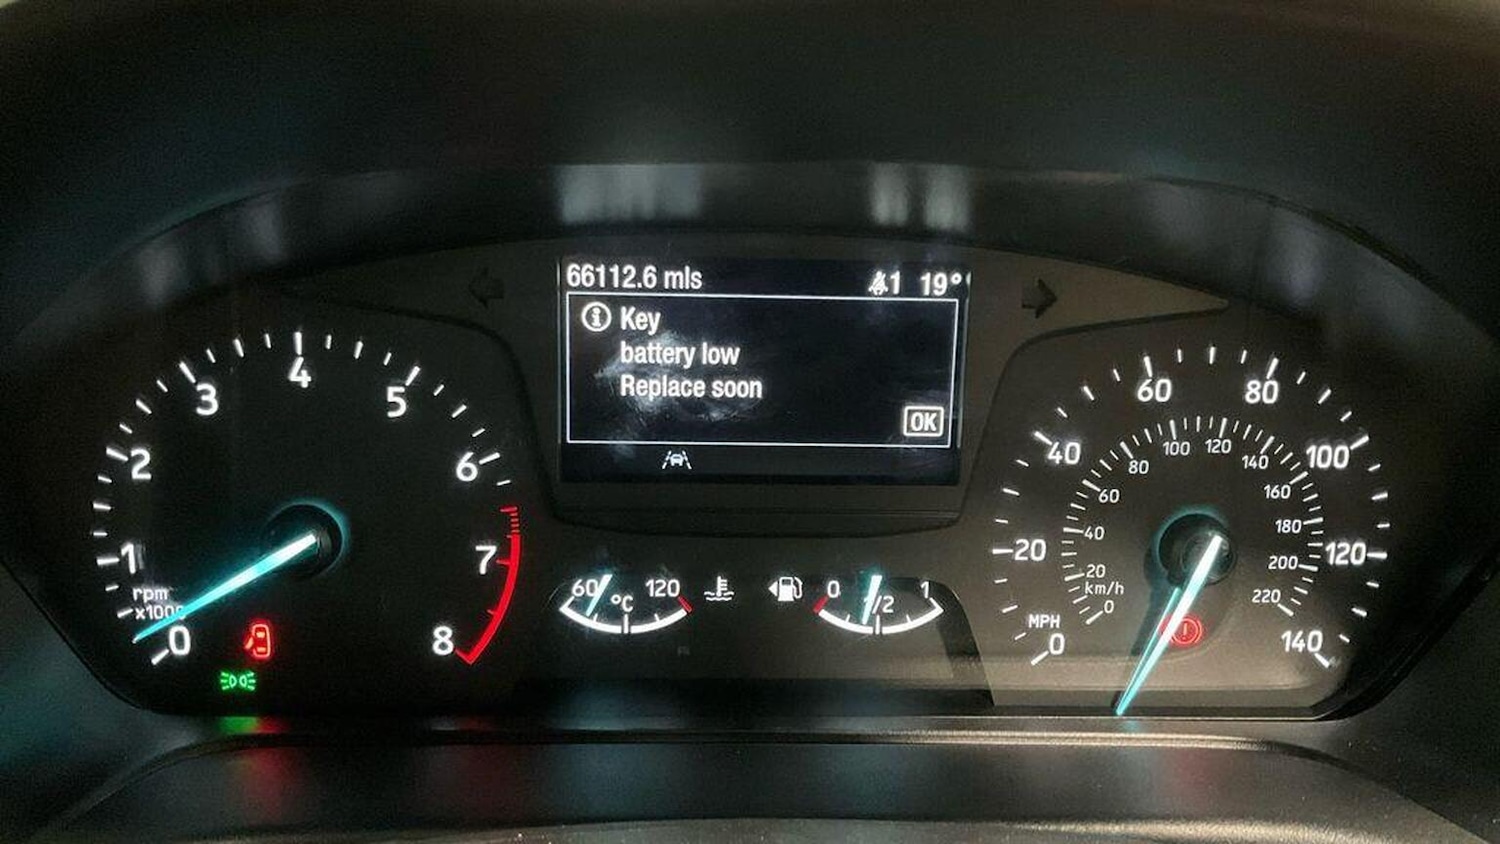 66112.6 mls 1 19°
i Key
battery low
Replace soon
OK
0 1 2 3 4 5 6 7 8
rpm
x1000
60 120
°C
0 1/2 1
0 20 40 60 80 100 120 140
MPH
0 20 40 60 80 100 120 140 160 180 200 220
km/h